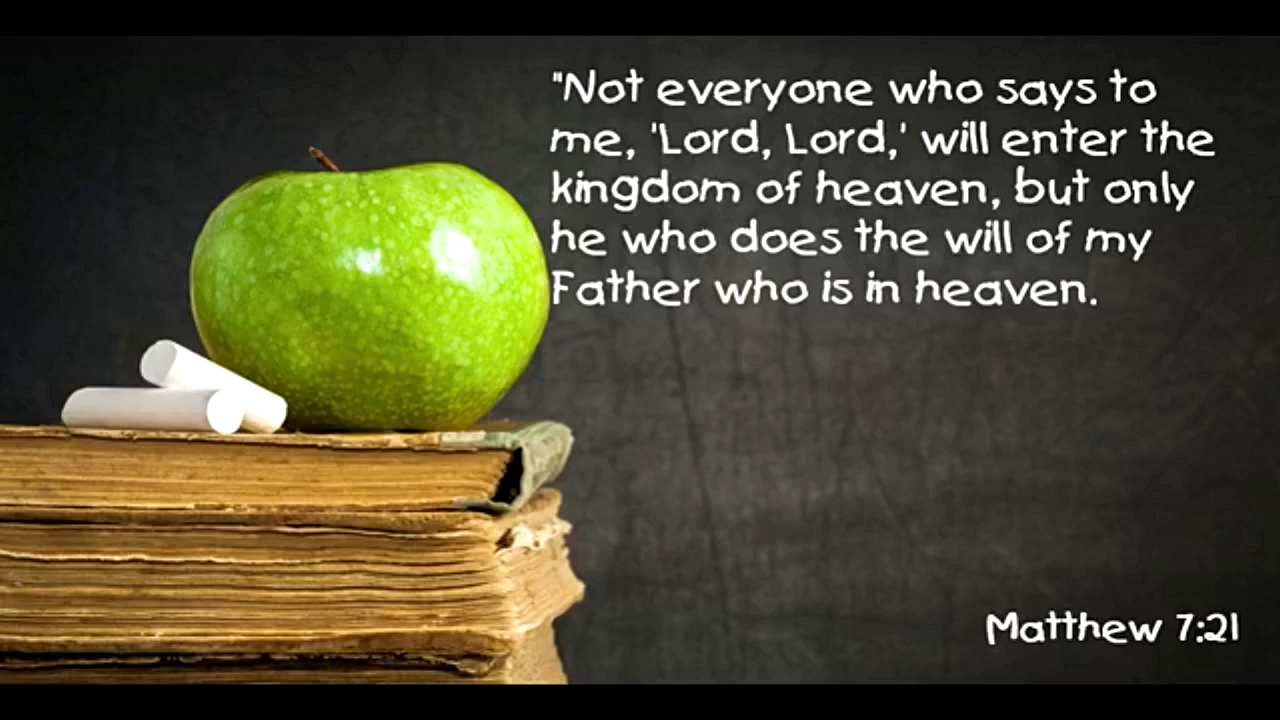 "Not everyone who says to
me, 'Lord, Lord,' will enter the
kingdom of heaven, but only
he who does the will of my
Father who is in heaven.
Matthew 7:21